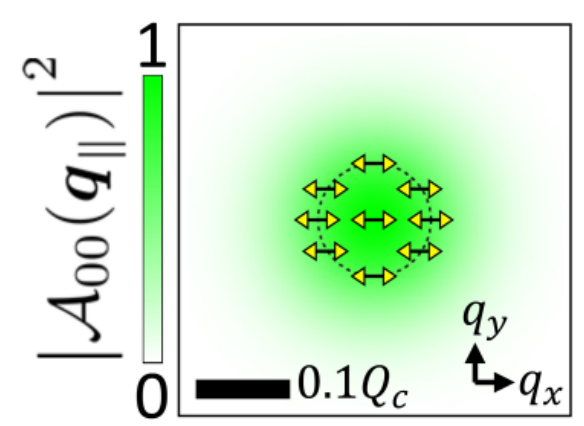 |𝒜₀₀(𝒒∥)|²
1
0
0.1Q_c
q_y
q_x